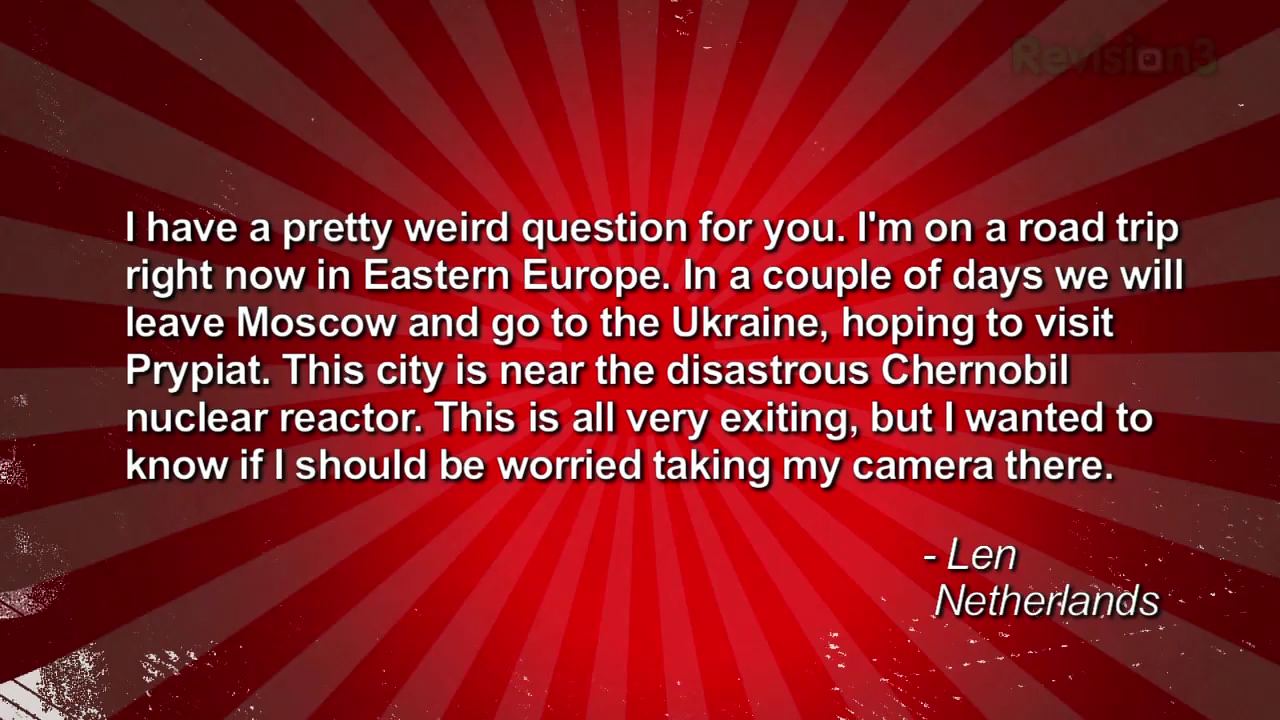 Revision3
I have a pretty weird question for you. I'm on a road trip
right now in Eastern Europe. In a couple of days we will
leave Moscow and go to the Ukraine, hoping to visit
Prypiat. This city is near the disastrous Chernobil
nuclear reactor. This is all very exiting, but I wanted to
know if I should be worried taking my camera there.
- Len
Netherlands